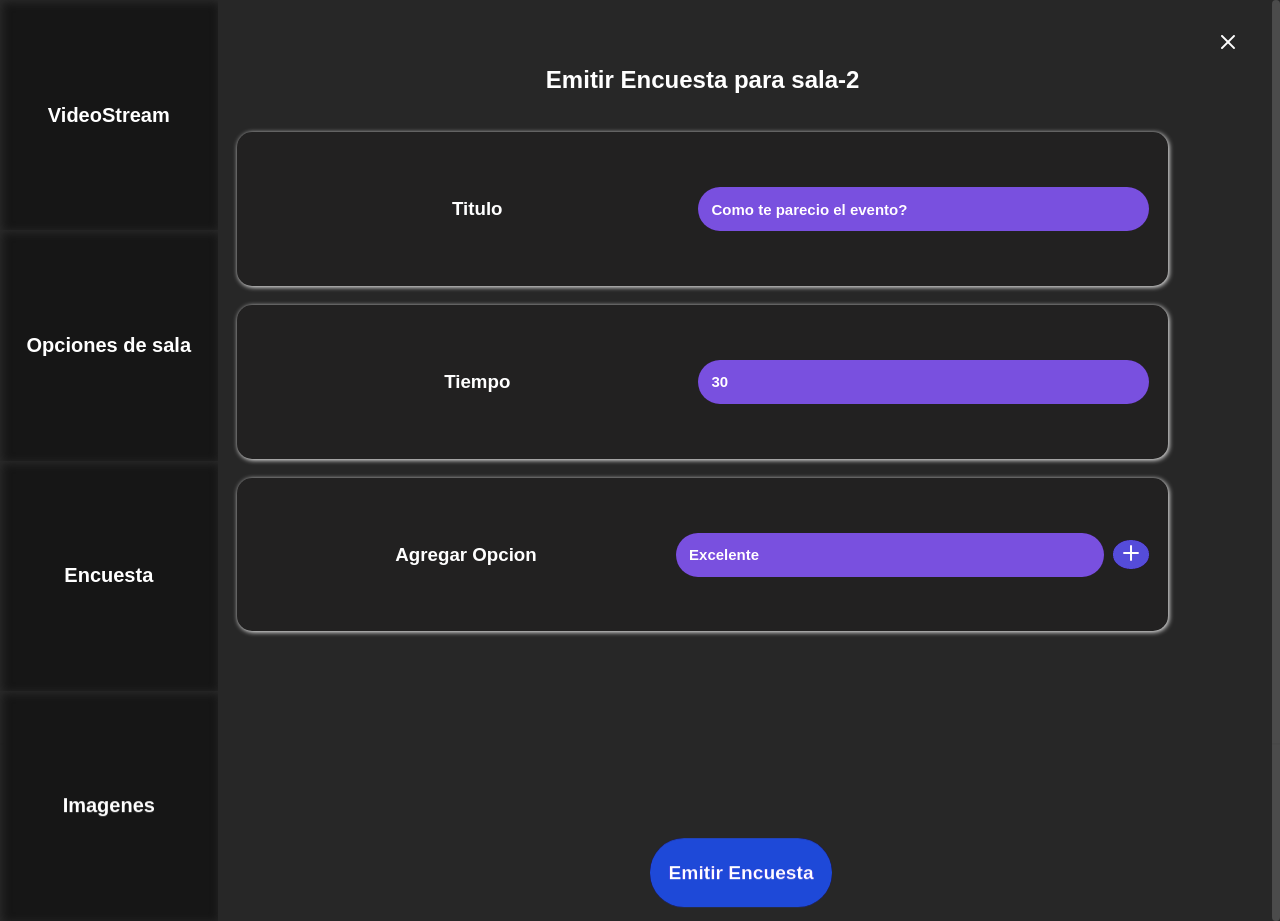 VideoStream
Opciones de sala
Encuesta
Imagenes
Emitir Encuesta para sala-2
Titulo
Como te parecio el evento?
Tiempo
30
Agregar Opcion
Excelente
Emitir Encuesta